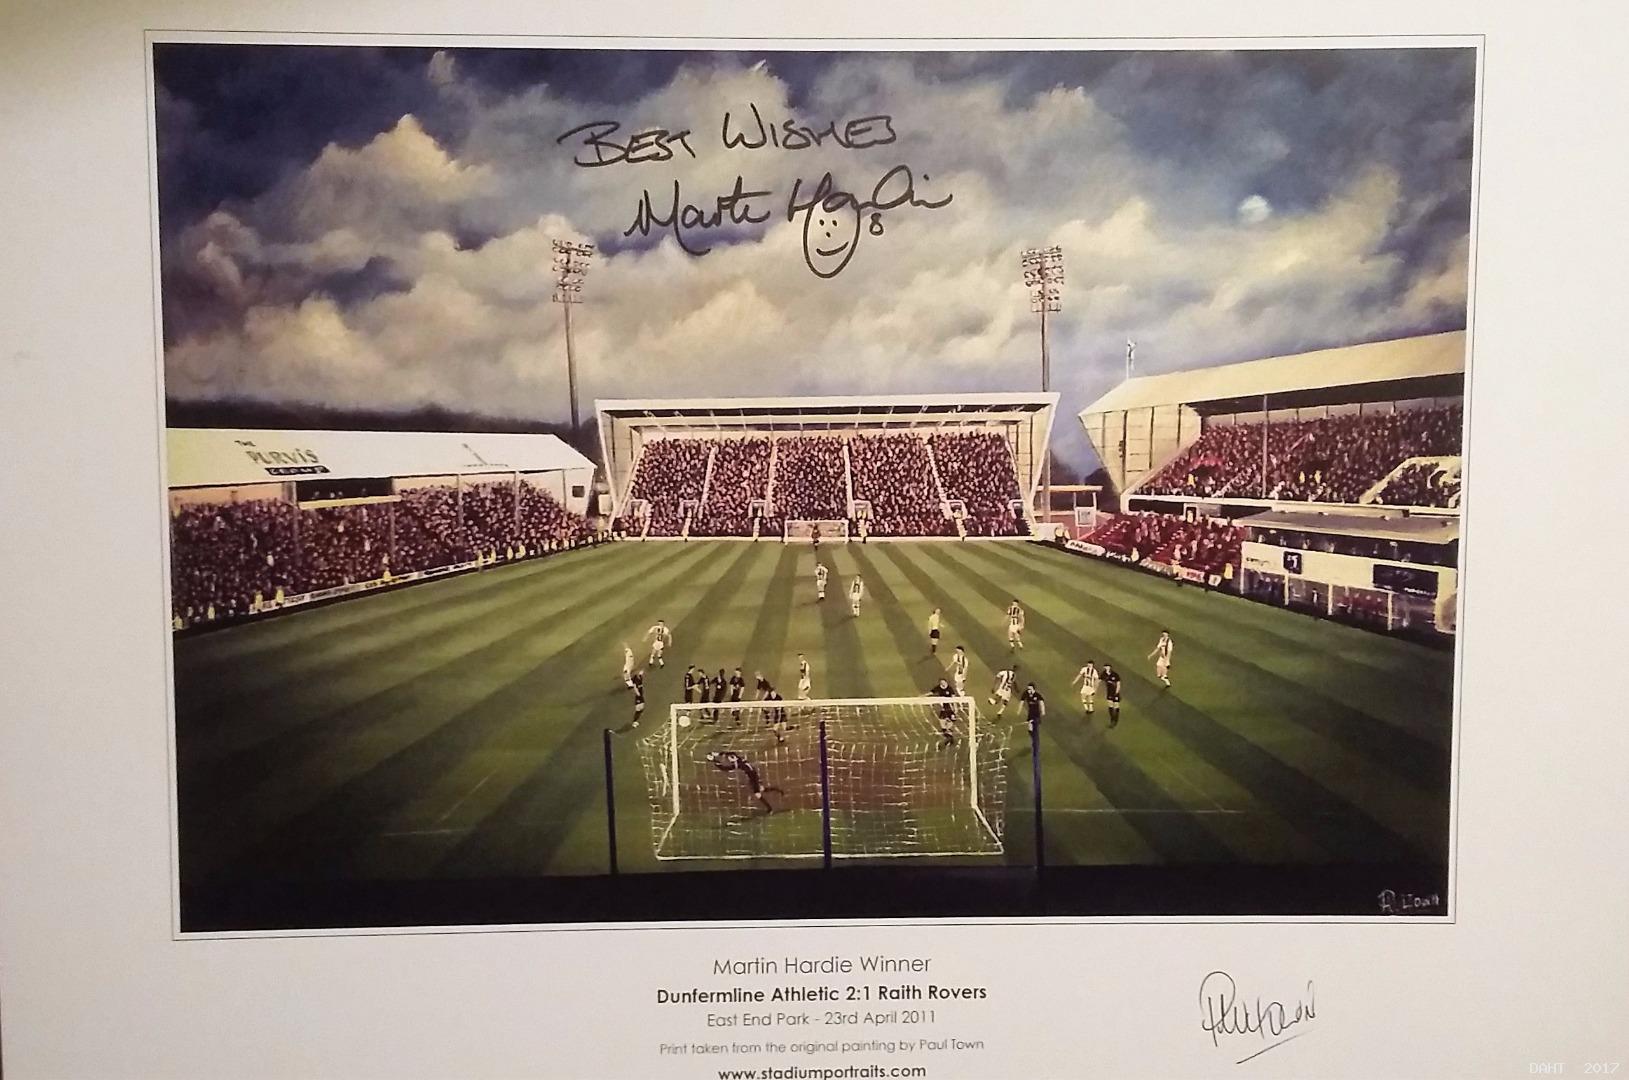 BEST WISHES
Martin Hardie
8
THE
PURVIS
GROUP
P. Town
Martin Hardie Winner
Dunfermline Athletic 2:1 Raith Rovers
East End Park - 23rd April 2011
Print taken from the original painting by Paul Town
www.stadiumportraits.com
DAHT 2017